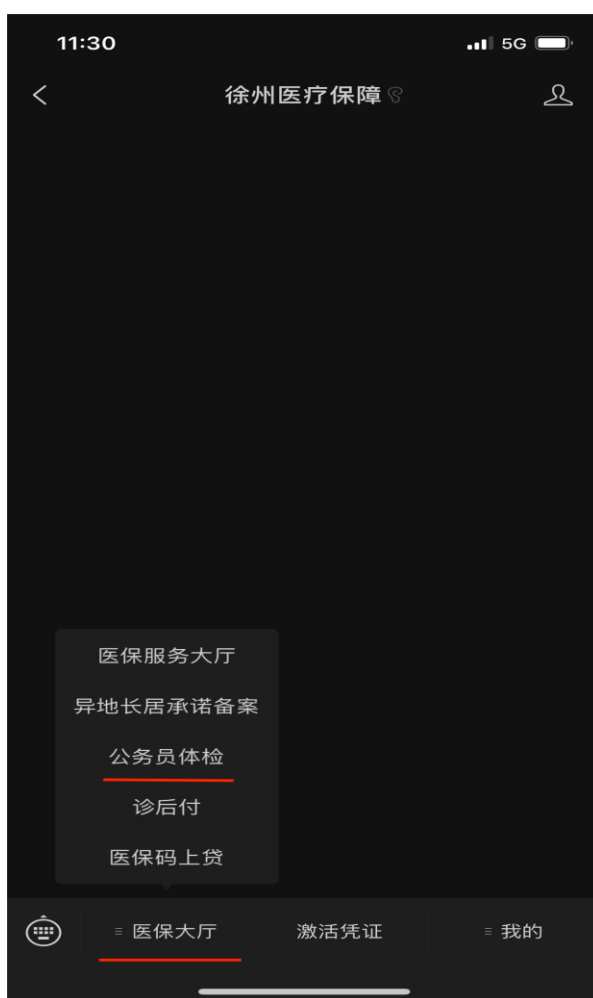 11:30
5G
徐州医疗保障
医保服务大厅
异地长居承诺备案
公务员体检
诊后付
医保码上贷
医保大厅
激活凭证
我的